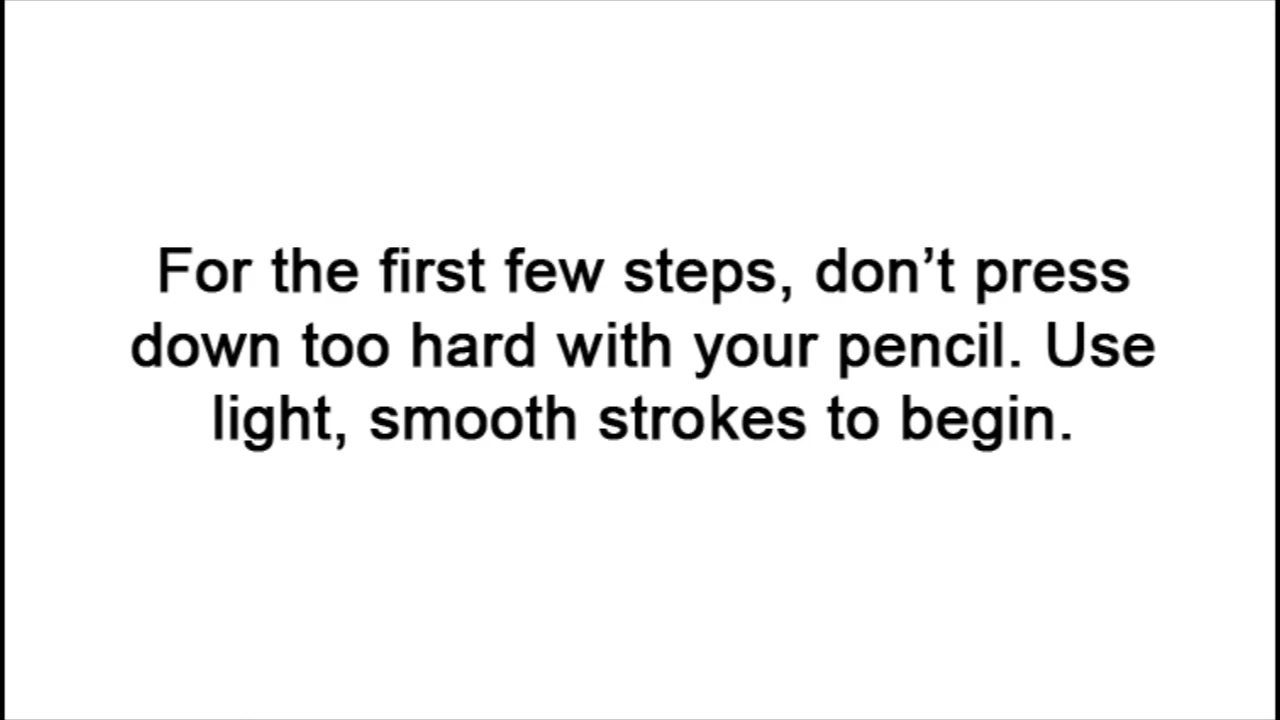 For the first few steps, don’t press
down too hard with your pencil. Use
light, smooth strokes to begin.